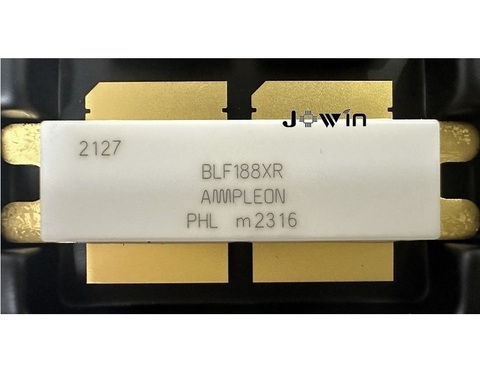 Jowin
2127
BLF188XR
AMPLEON
PHL m2316